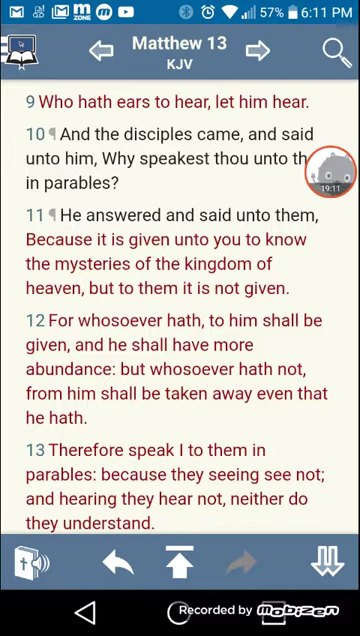 M ZONE
57% 6:11 PM
Matthew 13
KJV
9 Who hath ears to hear, let him hear.
10 ¶ And the disciples came, and said
unto him, Why speakest thou unto th
in parables?
19:11
11 ¶ He answered and said unto them,
Because it is given unto you to know
the mysteries of the kingdom of
heaven, but to them it is not given.
12 For whosoever hath, to him shall be
given, and he shall have more
abundance: but whosoever hath not,
from him shall be taken away even that
he hath.
13 Therefore speak I to them in
parables: because they seeing see not;
and hearing they hear not, neither do
they understand.
Recorded by mobizen